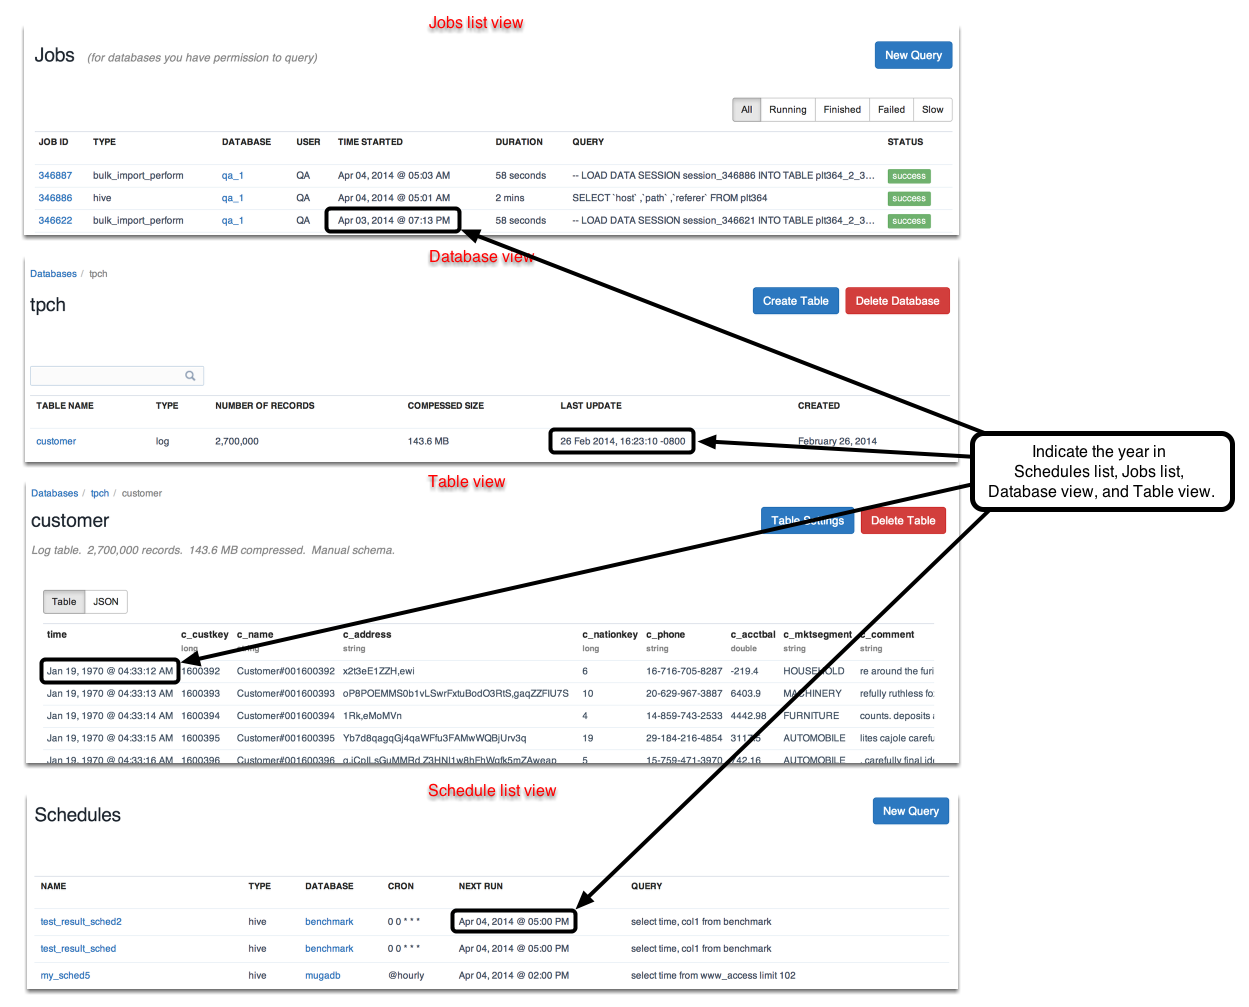 Jobs list view
Jobs (for databases you have permission to query) New Query
All Running Finished Failed Slow
JOB ID TYPE DATABASE USER TIME STARTED DURATION QUERY STATUS
346887 bulk_import_perform qa_1 QA Apr 04, 2014 @ 05:03 AM 58 seconds -- LOAD DATA SESSION session_346886 INTO TABLE plt364_2_3... success
346886 hive qa_1 QA Apr 04, 2014 @ 05:01 AM 2 mins SELECT `host` ,`path` ,`referer` FROM plt364 success
346622 bulk_import_perform qa_1 QA Apr 03, 2014 @ 07:13 PM 58 seconds -- LOAD DATA SESSION session_346621 INTO TABLE plt364_2_3... success
Database view
Databases / tpch
tpch Create Table Delete Database
TABLE NAME TYPE NUMBER OF RECORDS COMPESSED SIZE LAST UPDATE CREATED
customer log 2,700,000 143.6 MB 26 Feb 2014, 16:23:10 -0800 February 26, 2014
Indicate the year in
Schedules list, Jobs list,
Database view, and Table view.
Table view
Databases / tpch / customer
customer Table Settings Delete Table
Log table. 2,700,000 records. 143.6 MB compressed. Manual schema.
Table JSON
time c_custkey c_name c_address c_nationkey c_phone c_acctbal c_mktsegment c_comment
long string string long string double string string
Jan 19, 1970 @ 04:33:12 AM 1600392 Customer#001600392 x2t3eE1ZZH,ewi 6 16-716-705-8287 -219.4 HOUSEHOLD re around the furi
Jan 19, 1970 @ 04:33:13 AM 1600393 Customer#001600393 oP8POEMMS0b1vLSwrFxtuBodO3RtS,gaqZZFlU7S 10 20-629-967-3887 6403.9 MACHINERY refully ruthless fo
Jan 19, 1970 @ 04:33:14 AM 1600394 Customer#001600394 1Rk,eMoMVn 4 14-859-743-2533 4442.98 FURNITURE counts. deposits
Jan 19, 1970 @ 04:33:15 AM 1600395 Customer#001600395 Yb7d8qagqGj4qaWFfu3FAMwWQBjUrv3q 19 29-184-216-4854 3117.5 AUTOMOBILE lites cajole carefu
Jan 19, 1970 @ 04:33:16 AM 1600396 Customer#001600396 5 15-759-471-3970 742.16 AUTOMOBILE . carefully final
Schedule list view
Schedules New Query
NAME TYPE DATABASE CRON NEXT RUN QUERY
test_result_sched2 hive benchmark 0 0 * * * Apr 04, 2014 @ 05:00 PM select time, col1 from benchmark
test_result_sched hive benchmark 0 0 * * * Apr 04, 2014 @ 05:00 PM select time, col1 from benchmark
my_sched5 hive mugadb @hourly Apr 04, 2014 @ 02:00 PM select time from www_access limit 102